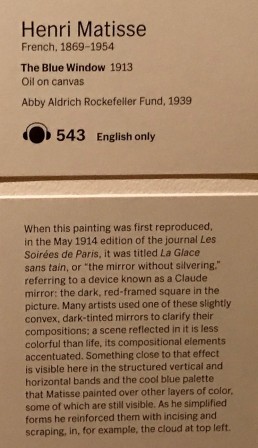 Henri Matisse
French, 1869–1954
The Blue Window 1913
Oil on canvas
Abby Aldrich Rockefeller Fund, 1939
543 English only
When this painting was first reproduced,
in the May 1914 edition of the journal Les
Soirées de Paris, it was titled La Glace
sans tain, or “the mirror without silvering,”
referring to a device known as a Claude
mirror: the dark, red-framed square in the
picture. Many artists used one of these slightly
convex, dark-tinted mirrors to clarify their
compositions; a scene reflected in it is less
colorful than life, its compositional elements
accentuated. Something close to that effect
is visible here in the structured vertical and
horizontal bands and the cool blue palette
that Matisse painted over other layers of color,
some of which are still visible. As he simplified
forms he reinforced them with incising and
scraping, in, for example, the cloud at top left.